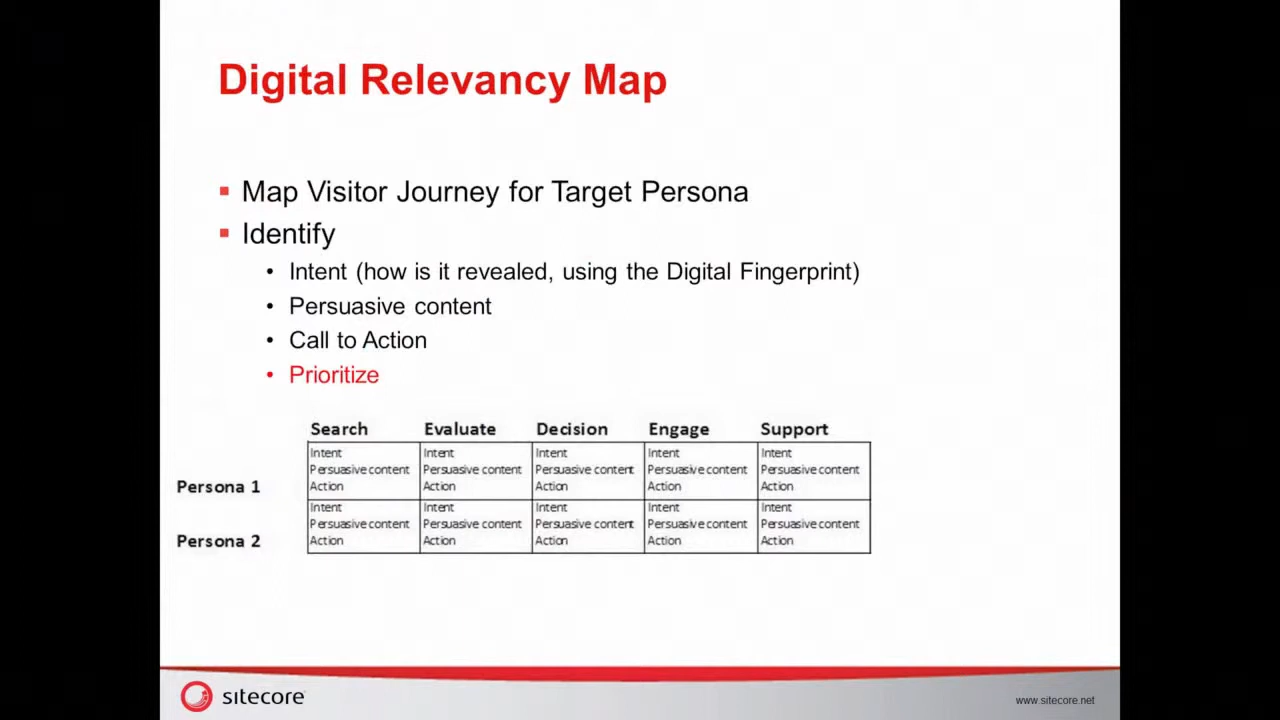 Digital Relevancy Map
Map Visitor Journey for Target Persona
Identify
Intent (how is it revealed, using the Digital Fingerprint)
Persuasive content
Call to Action
Prioritize
Search Evaluate Decision Engage Support
Intent Intent Intent Intent Intent
Persuasive content Persuasive content Persuasive content Persuasive content Persuasive content
Persona 1 Action Action Action Action Action
Intent Intent Intent Intent Intent
Persuasive content Persuasive content Persuasive content Persuasive content Persuasive content
Persona 2 Action Action Action Action Action
sitecore
www.sitecore.net